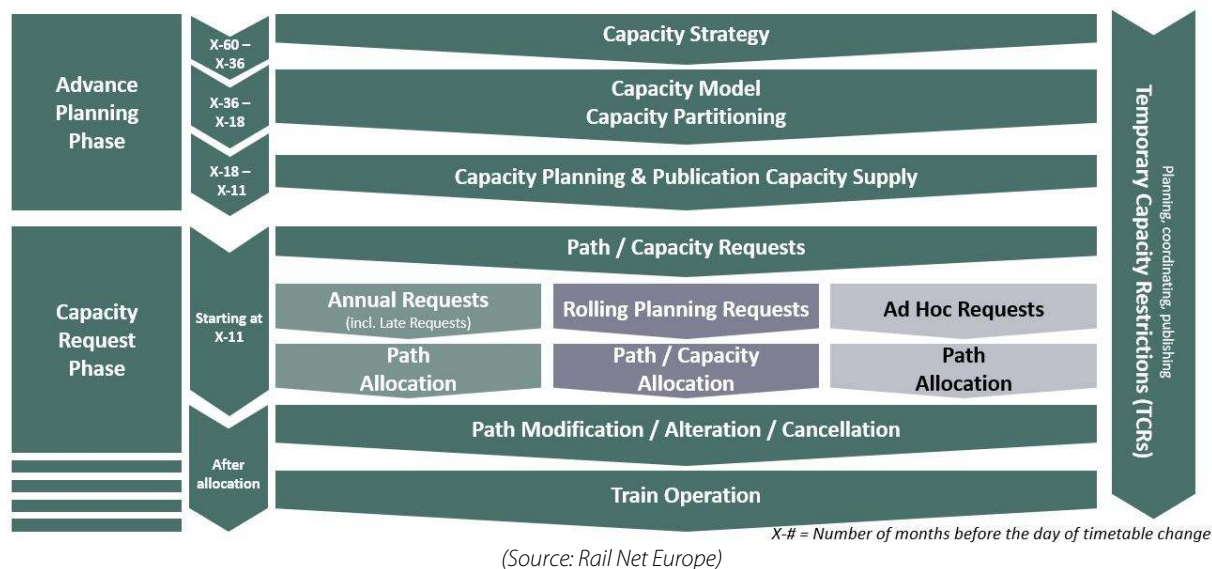 Advance
Planning
Phase
X-60 –
X-36
X-36 –
X-18
X-18 –
X-11
Capacity Strategy
Capacity Model
Capacity Partitioning
Capacity Planning & Publication Capacity Supply
Capacity
Request
Phase
Starting at
X-11
After
allocation
Path / Capacity Requests
Annual Requests
(incl. Late Requests)
Rolling Planning Requests
Ad Hoc Requests
Path
Allocation
Path / Capacity
Allocation
Path
Allocation
Path Modification / Alteration / Cancellation
Train Operation
Planning, coordinating, publishing
Temporary Capacity Restrictions (TCRs)
X-# = Number of months before the day of timetable change
(Source: Rail Net Europe)